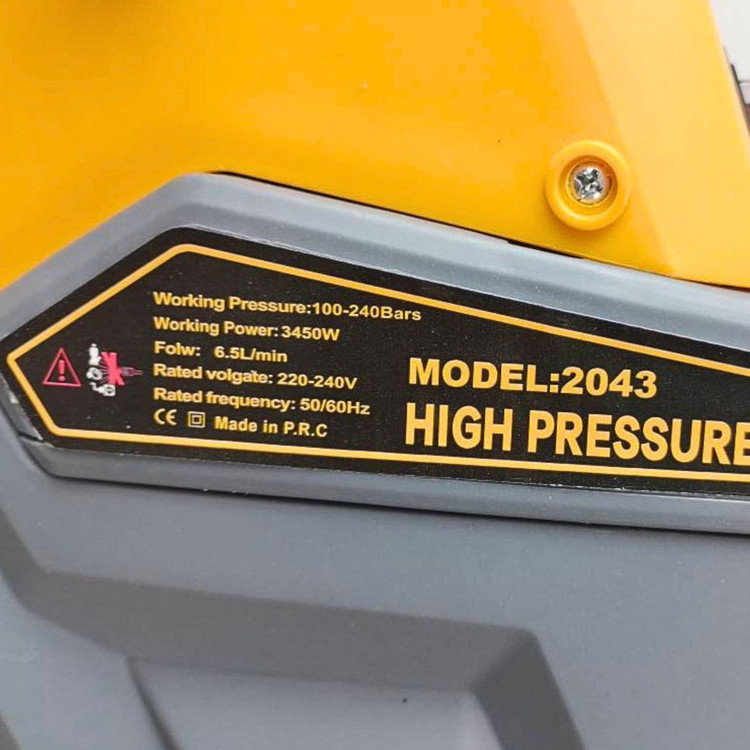 Working Pressure:100-240Bars
Working Power: 3450W
Folw: 6.5L/min
Rated volgate: 220-240V
Rated frequency: 50/60Hz
CE Made in P.R.C
MODEL:2043
HIGH PRESSURE